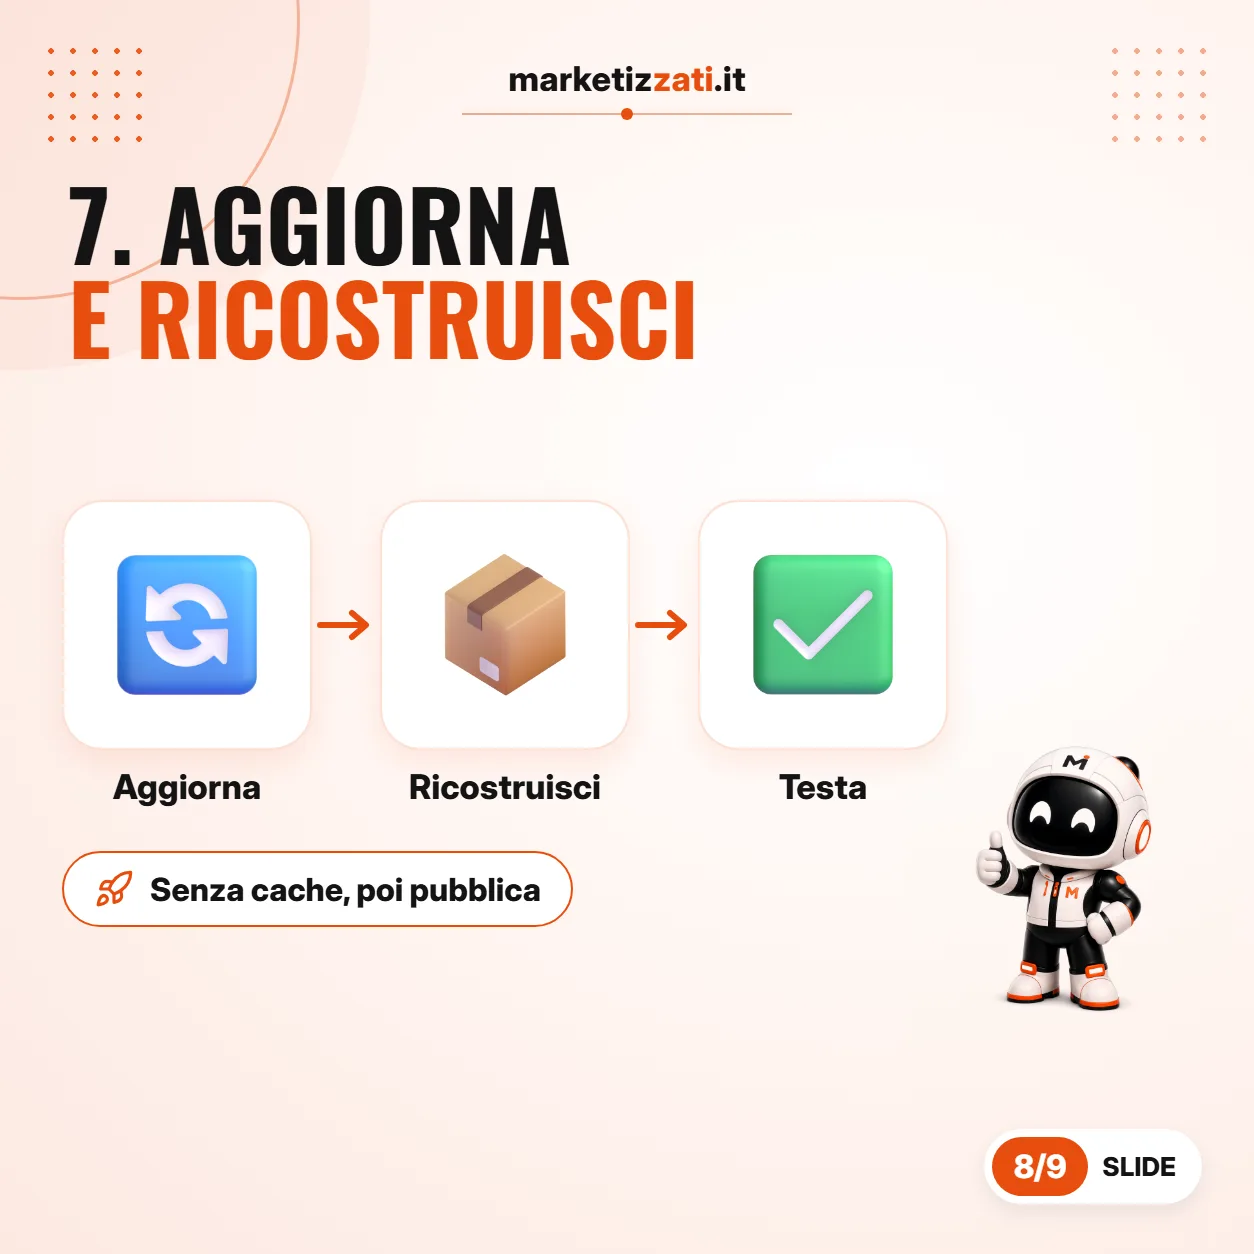 marketizzati.it
7. AGGIORNA
E RICOSTRUISCI
Aggiorna
Ricostruisci
Testa
Senza cache, poi pubblica
M
M
8/9 SLIDE